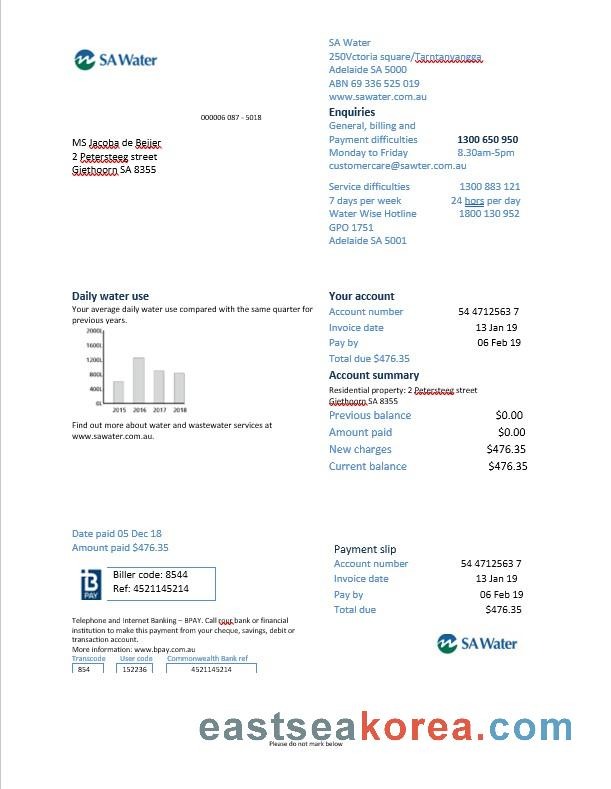 SA Water
SA Water
250Vctoria square/Tarntanyangga
Adelaide SA 5000
ABN 69 336 525 019
www.sawater.com.au
Enquiries
General, billing and
Payment difficulties 1300 650 950
Monday to Friday 8.30am-5pm
customercare@sawter.com.au
Service difficulties 1300 883 121
7 days per week 24 hors per day
Water Wise Hotline 1800 130 952
GPO 1751
Adelaide SA 5001
000006 087 - 5018
MS Jacoba de Beijer
2 Petersteeg street
Giethoorn SA 8355
Daily water use
Your average daily water use compared with the same quarter for
previous years.
2000L
1600L
1200L
800L
400L
0L
2015 2016 2017 2018
Find out more about water and wastewater services at
www.sawater.com.au.
Your account
Account number 54 4712563 7
Invoice date 13 Jan 19
Pay by 06 Feb 19
Total due $476.35
Account summary
Residential property: 2 Petersteeg street
Giethoorn SA 8355
Previous balance $0.00
Amount paid $0.00
New charges $476.35
Current balance $476.35
Date paid 05 Dec 18
Amount paid $476.35
B
PAY
Biller code: 8544
Ref: 4521145214
Telephone and Internet Banking – BPAY. Call your bank or financial
institution to make this payment from your cheque, savings, debit or
transaction account.
More information: www.bpay.com.au
Transcode User code Commonwealth Bank ref
854 152236 4521145214
Payment slip
Account number 54 4712563 7
Invoice date 13 Jan 19
Pay by 06 Feb 19
Total due $476.35
SA Water
eastseakorea.com
Please do not mark below